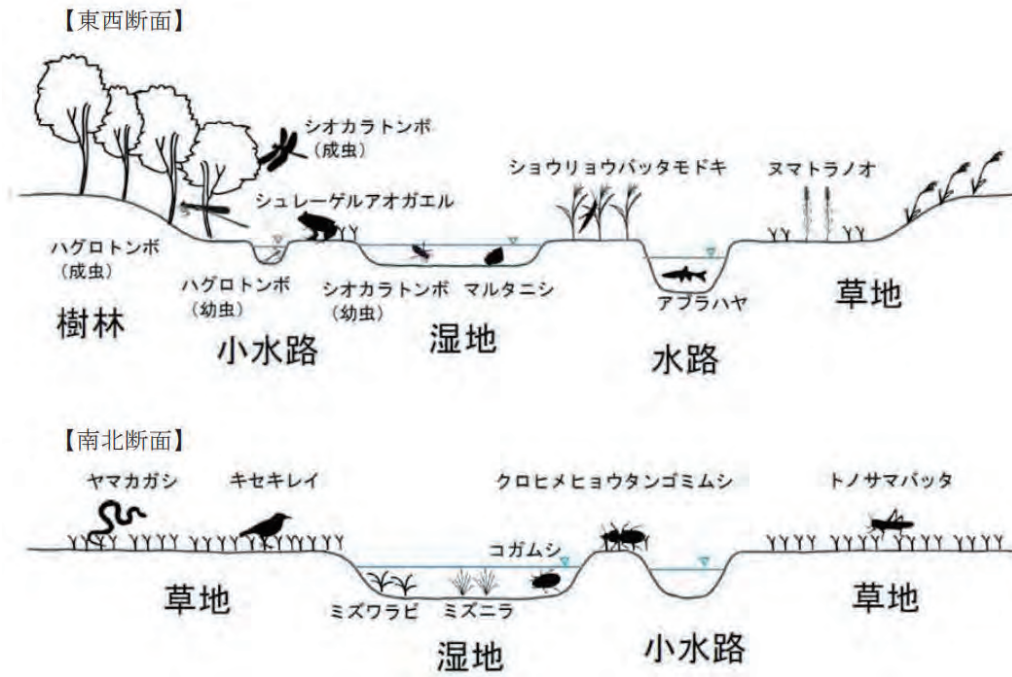 【東西断面】
シオカラトンボ
(成虫)
ショウリョウバッタモドキ
ヌマトラノオ
シュレーゲルアオガエル
ハグロトンボ
(成虫)
ハグロトンボ
(幼虫)
シオカラトンボ
(幼虫)
マルタニシ
アブラハヤ
樹林
小水路
湿地
水路
草地
【南北断面】
ヤマカガシ
キセキレイ
クロヒメヒョウタンゴミムシ
トノサマバッタ
コガムシ
ミズワラビ
ミズニラ
草地
湿地
小水路
草地